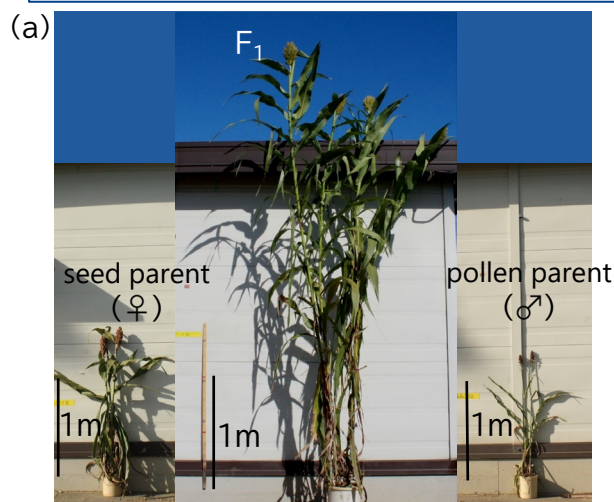 (a)
F₁
seed parent
(♀)
pollen parent
(♂)
1m
1m
1m